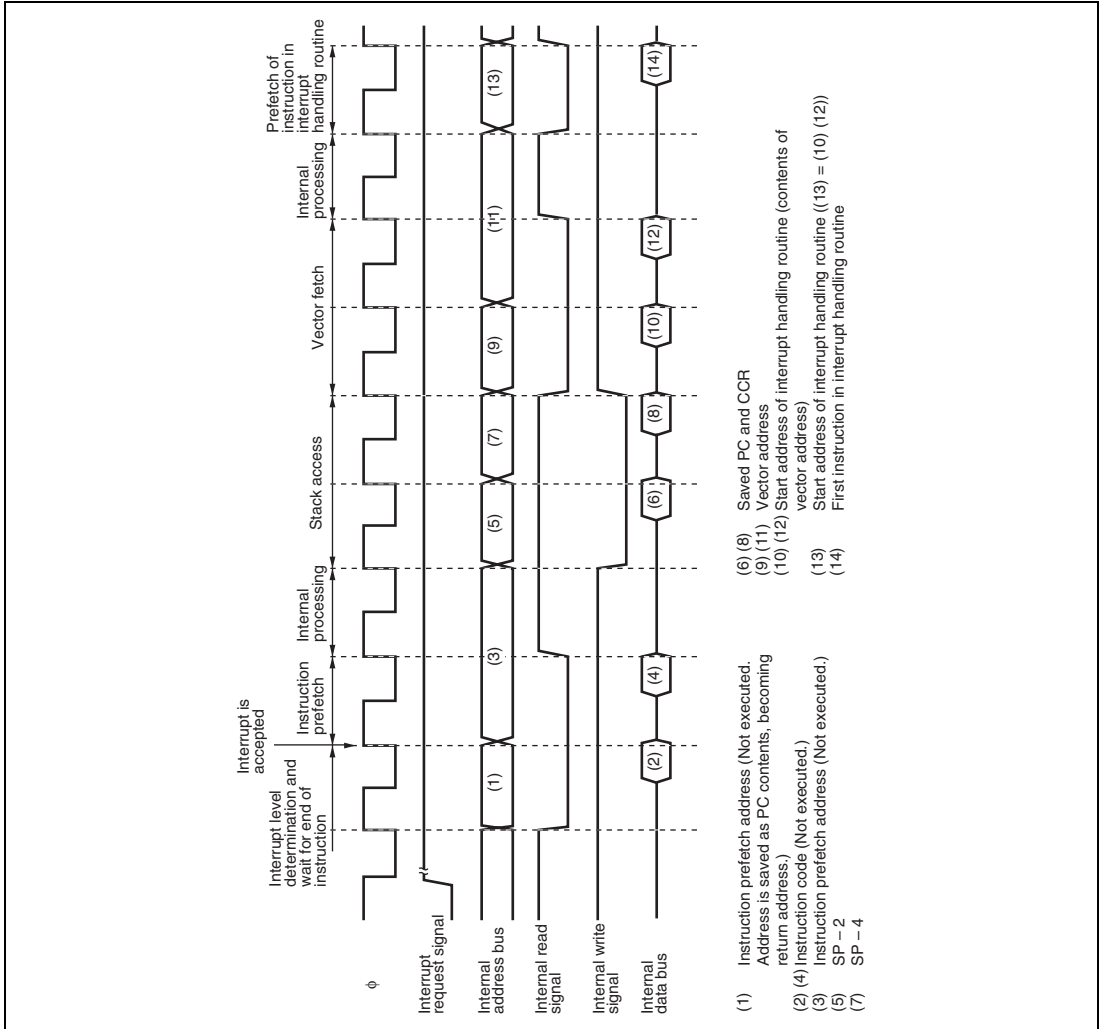 Interrupt is
accepted
Interrupt level
determination and
wait for end of
instruction
Instruction
prefetch
Internal
processing
Stack access
Vector fetch
Internal
processing
Prefetch of
instruction in
interrupt
handling routine
φ
Interrupt
request signal
Internal
address bus
(1)
(3)
(5)
(7)
(9)
(11)
(13)
Internal read
signal
Internal write
signal
Internal
data bus
(2)
(4)
(6)
(8)
(10)
(12)
(14)
(1) Instruction prefetch address (Not executed.
Address is saved as PC contents, becoming
return address.)
(2) (4) Instruction code (Not executed.)
(3) Instruction prefetch address (Not executed.)
(5) SP – 2
(7) SP – 4
(6) (8) Saved PC and CCR
(9) (11) Vector address
(10) (12) Start address of interrupt handling routine (contents of
vector address)
(13) Start address of interrupt handling routine ((13) = (10) (12))
(14) First instruction in interrupt handling routine